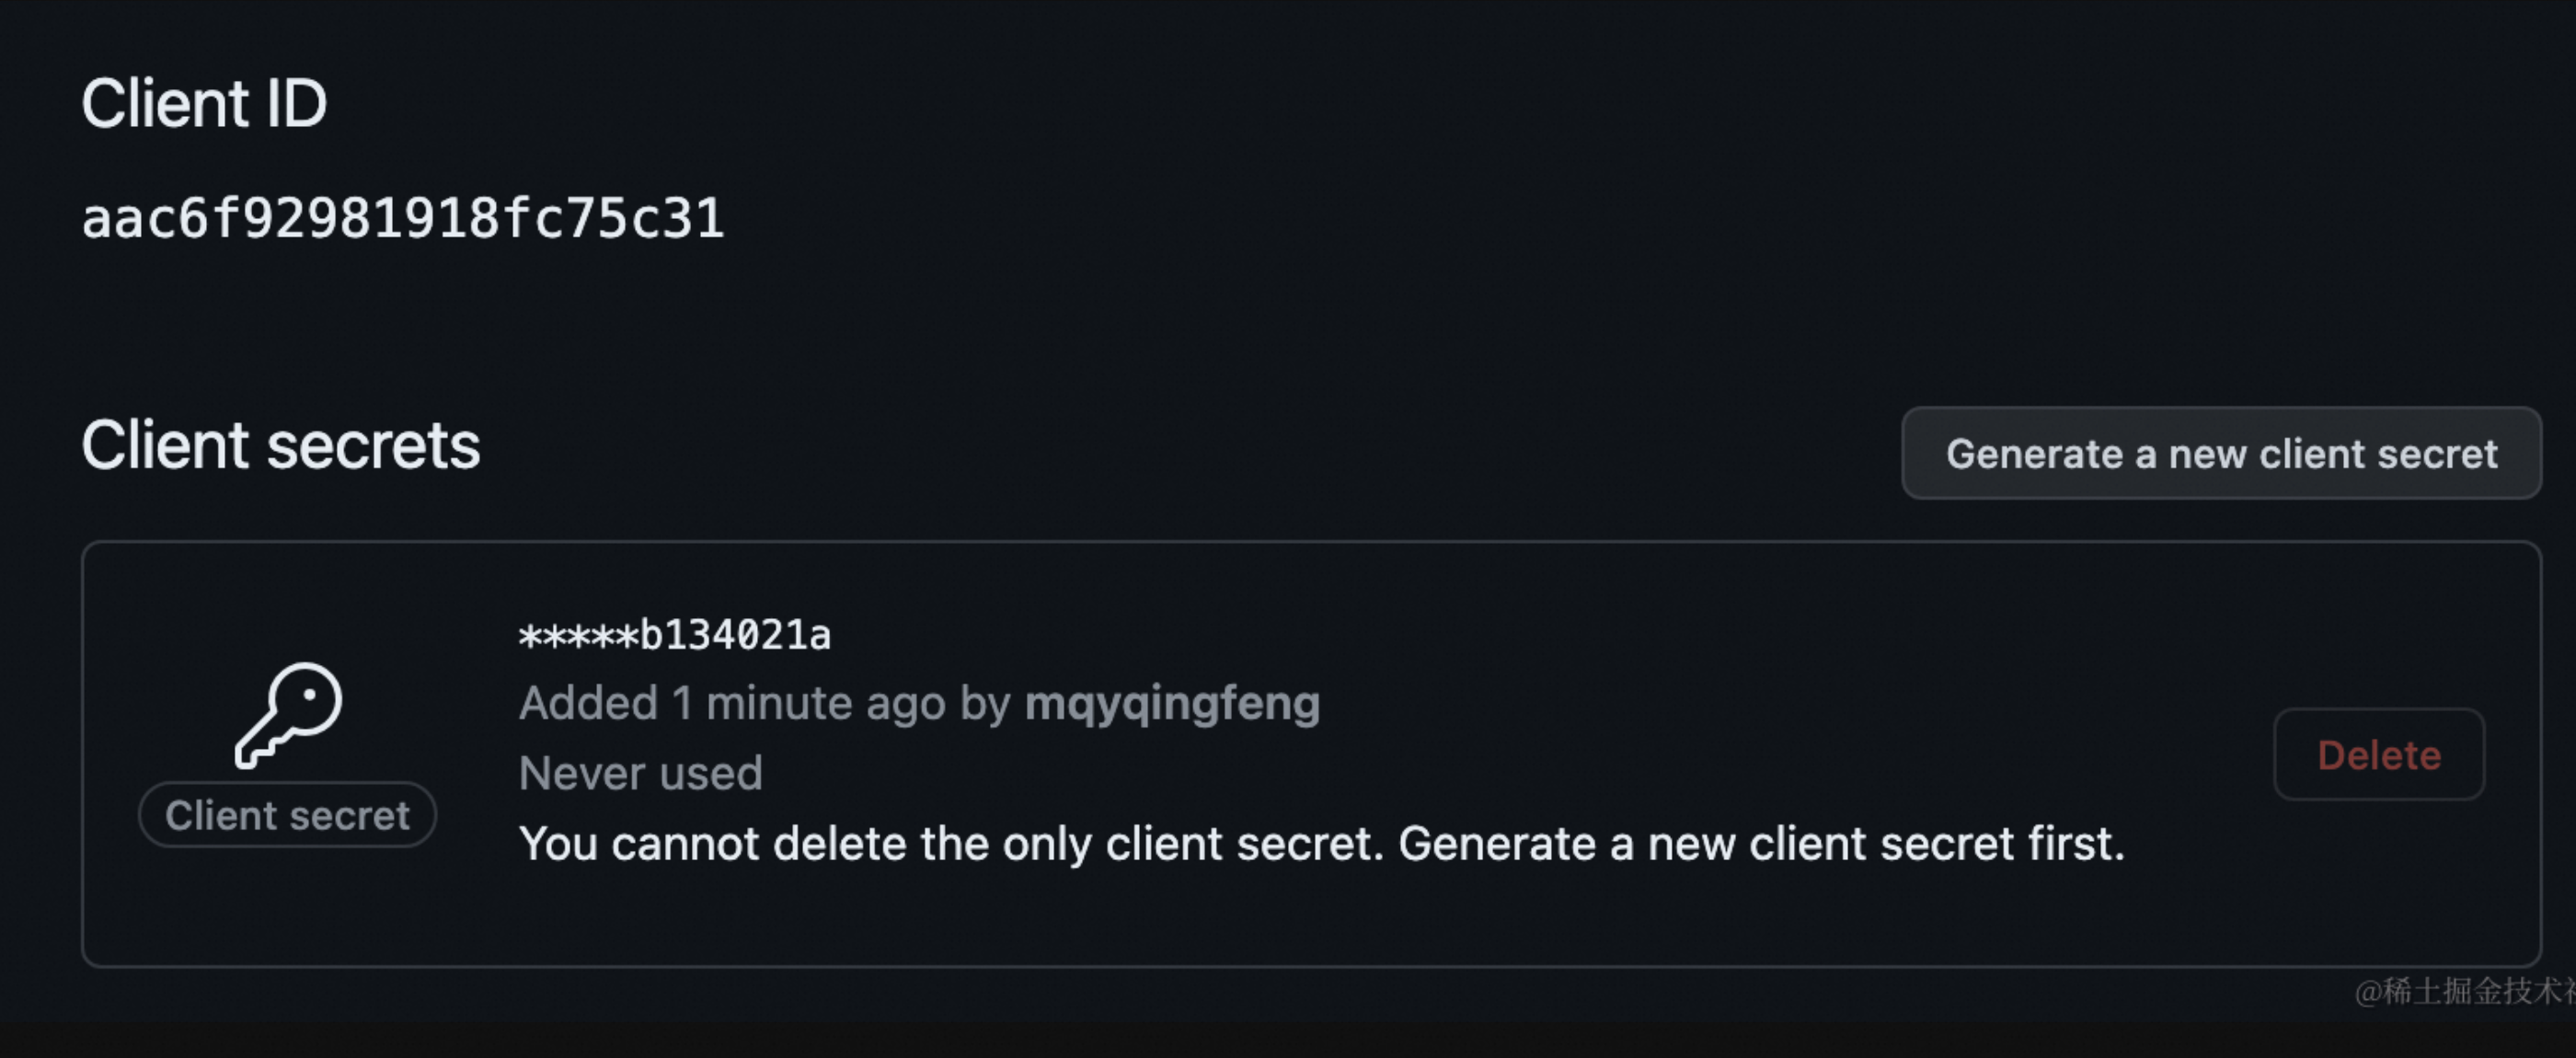 Client ID
aac6f92981918fc75c31
Client secrets
Generate a new client secret
*****b134021a
Added 1 minute ago by mqyqingfeng
Never used
Client secret
You cannot delete the only client secret. Generate a new client secret first.
Delete
@稀土掘金技术社